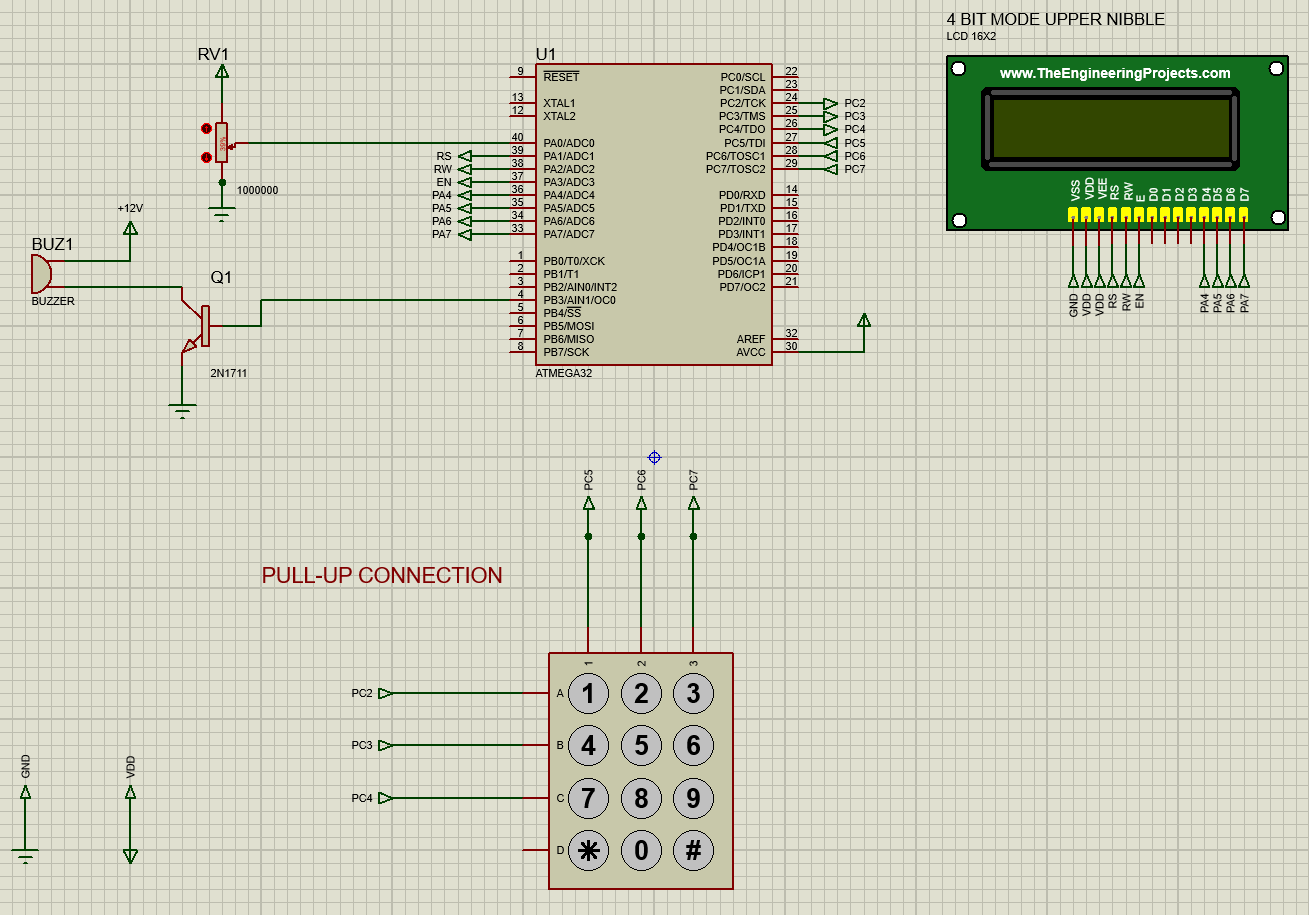 4 BIT MODE UPPER NIBBLE
LCD 16X2
www.TheEngineeringProjects.com
VSS VDD VEE RS RW E D0 D1 D2 D3 D4 D5 D6 D7
GND VDD VDD RS RW EN PA4 PA5 PA6 PA7
RV1
39%
1000000
+12V
BUZ1
BUZZER
Q1
2N1711
U1
9 RESET
13 XTAL1
12 XTAL2
40 PA0/ADC0
RS 39 PA1/ADC1
RW 38 PA2/ADC2
EN 37 PA3/ADC3
PA4 36 PA4/ADC4
PA5 35 PA5/ADC5
PA6 34 PA6/ADC6
PA7 33 PA7/ADC7
1 PB0/T0/XCK
2 PB1/T1
3 PB2/AIN0/INT2
4 PB3/AIN1/OC0
5 PB4/SS
6 PB5/MOSI
7 PB6/MISO
8 PB7/SCK
PC0/SCL 22
PC1/SDA 23
PC2/TCK 24 PC2
PC3/TMS 25 PC3
PC4/TDO 26 PC4
PC5/TDI 27 PC5
PC6/TOSC1 28 PC6
PC7/TOSC2 29 PC7
PD0/RXD 14
PD1/TXD 15
PD2/INT0 16
PD3/INT1 17
PD4/OC1B 18
PD5/OC1A 19
PD6/ICP1 20
PD7/OC2 21
AREF 32
AVCC 30
ATMEGA32
PC5 PC6 PC7
PULL-UP CONNECTION
1 2 3
PC2 A 1 2 3
PC3 B 4 5 6
PC4 C 7 8 9
D * 0 #
GND VDD